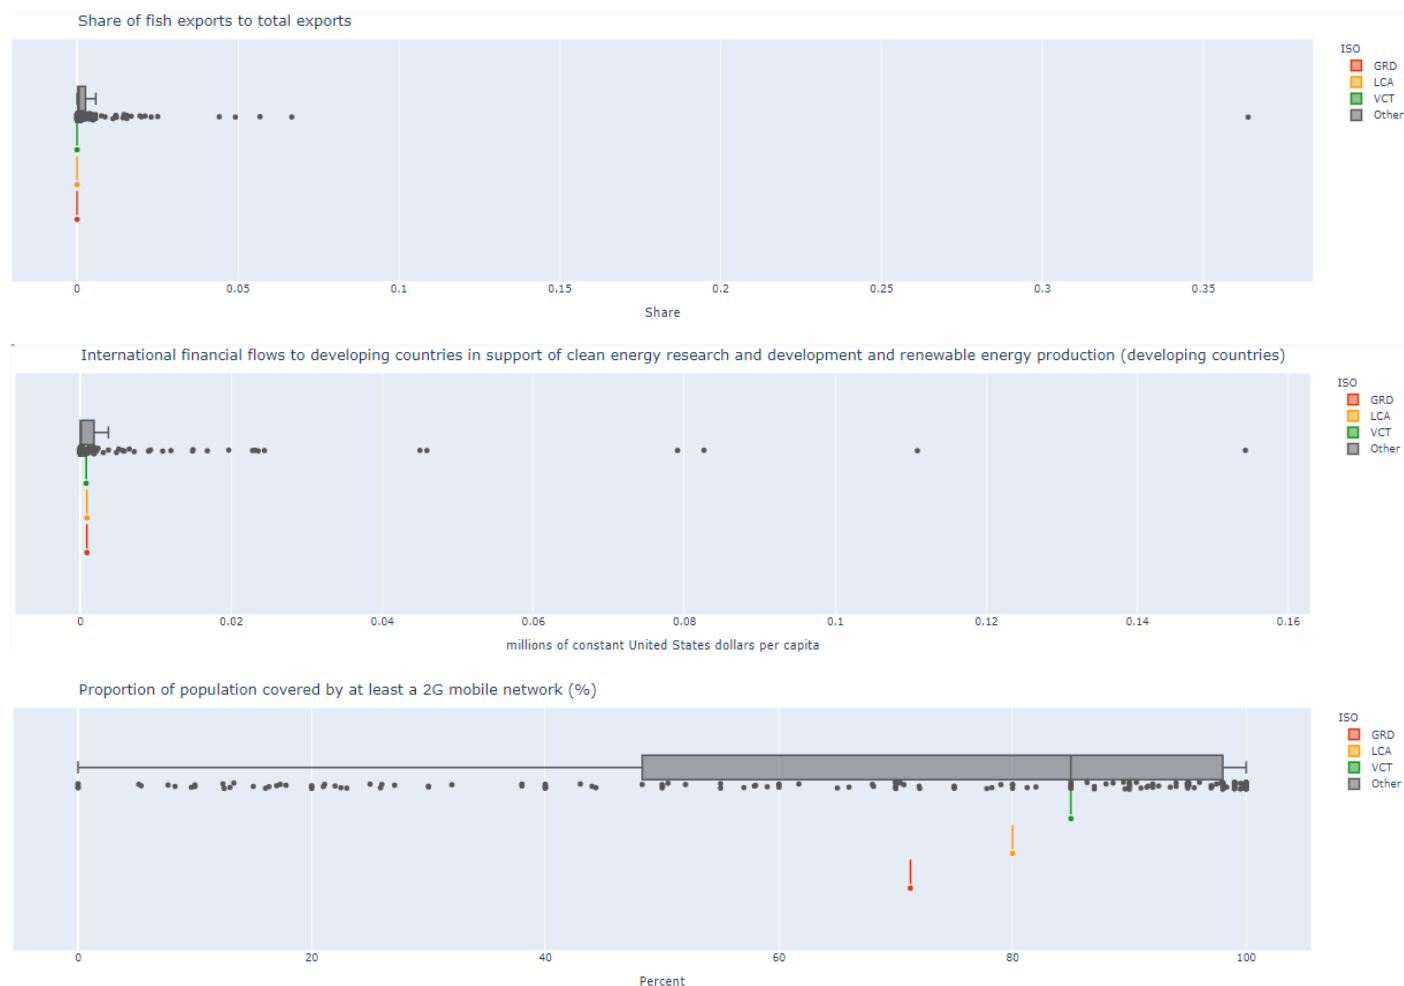 Share of fish exports to total exports
ISO
GRD
LCA
VCT
Other
0 0.05 0.1 0.15 0.2 0.25 0.3 0.35
Share
International financial flows to developing countries in support of clean energy research and development and renewable energy production (developing countries)
ISO
GRD
LCA
VCT
Other
0 0.02 0.04 0.06 0.08 0.1 0.12 0.14 0.16
millions of constant United States dollars per capita
Proportion of population covered by at least a 2G mobile network (%)
ISO
GRD
LCA
VCT
Other
0 20 40 60 80 100
Percent